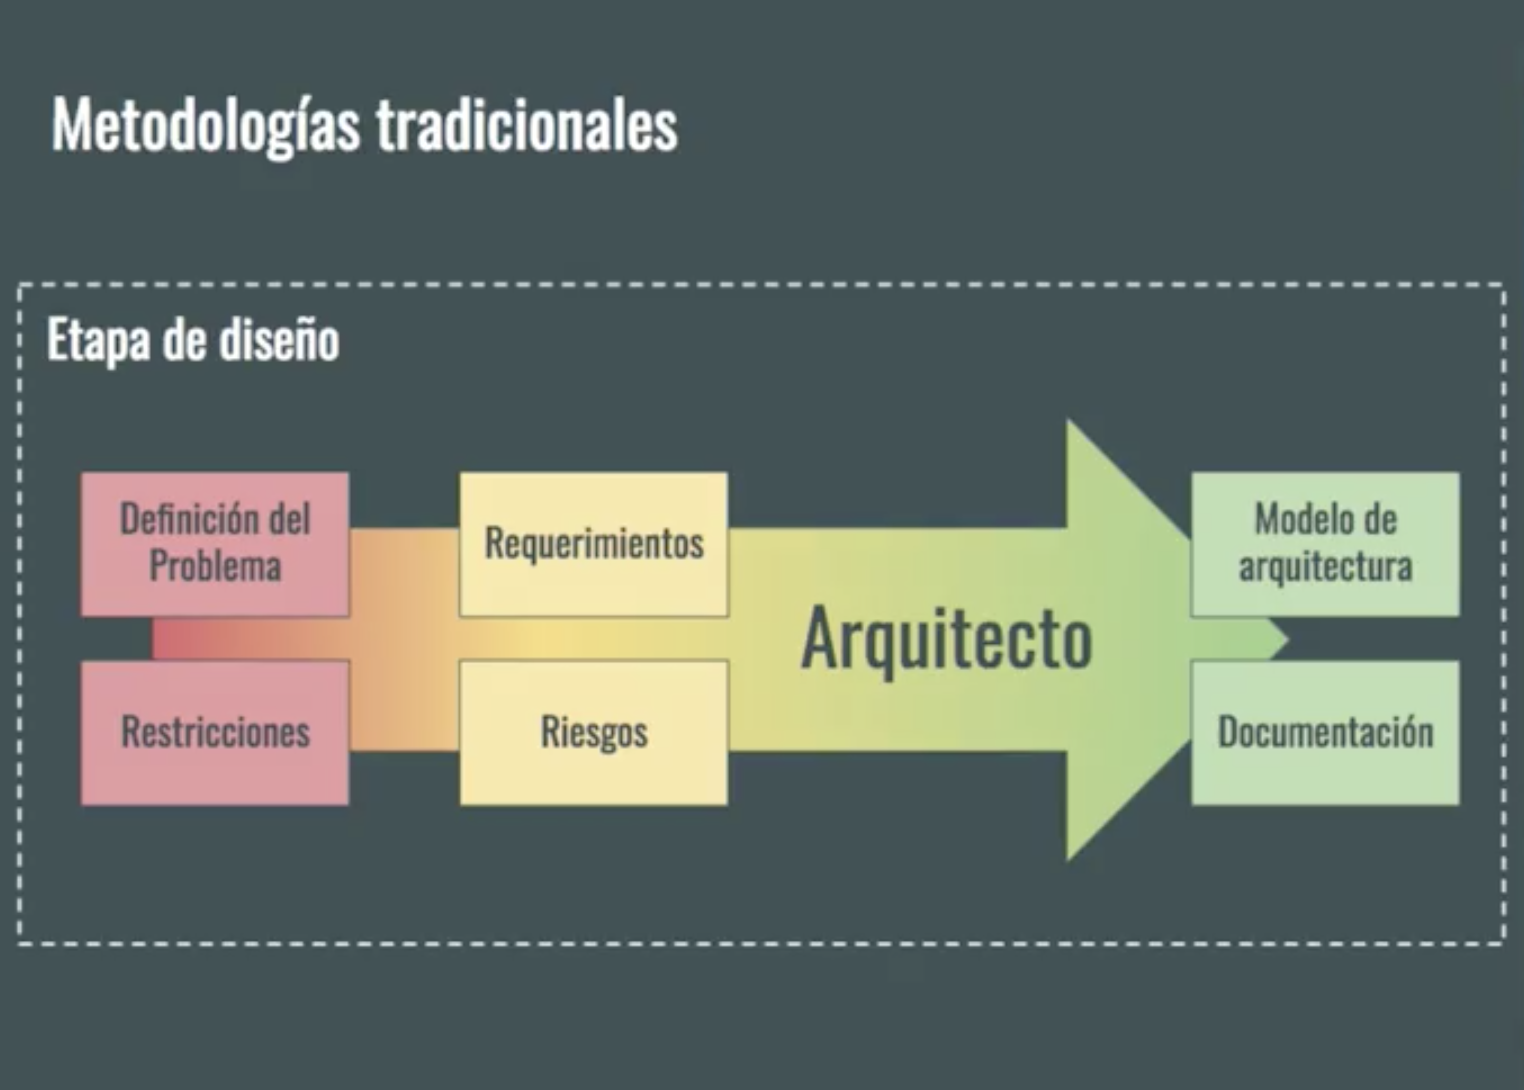 Metodologías tradicionales
Etapa de diseño
Definición del
Problema
Requerimientos
Modelo de
arquitectura
Arquitecto
Restricciones
Riesgos
Documentación